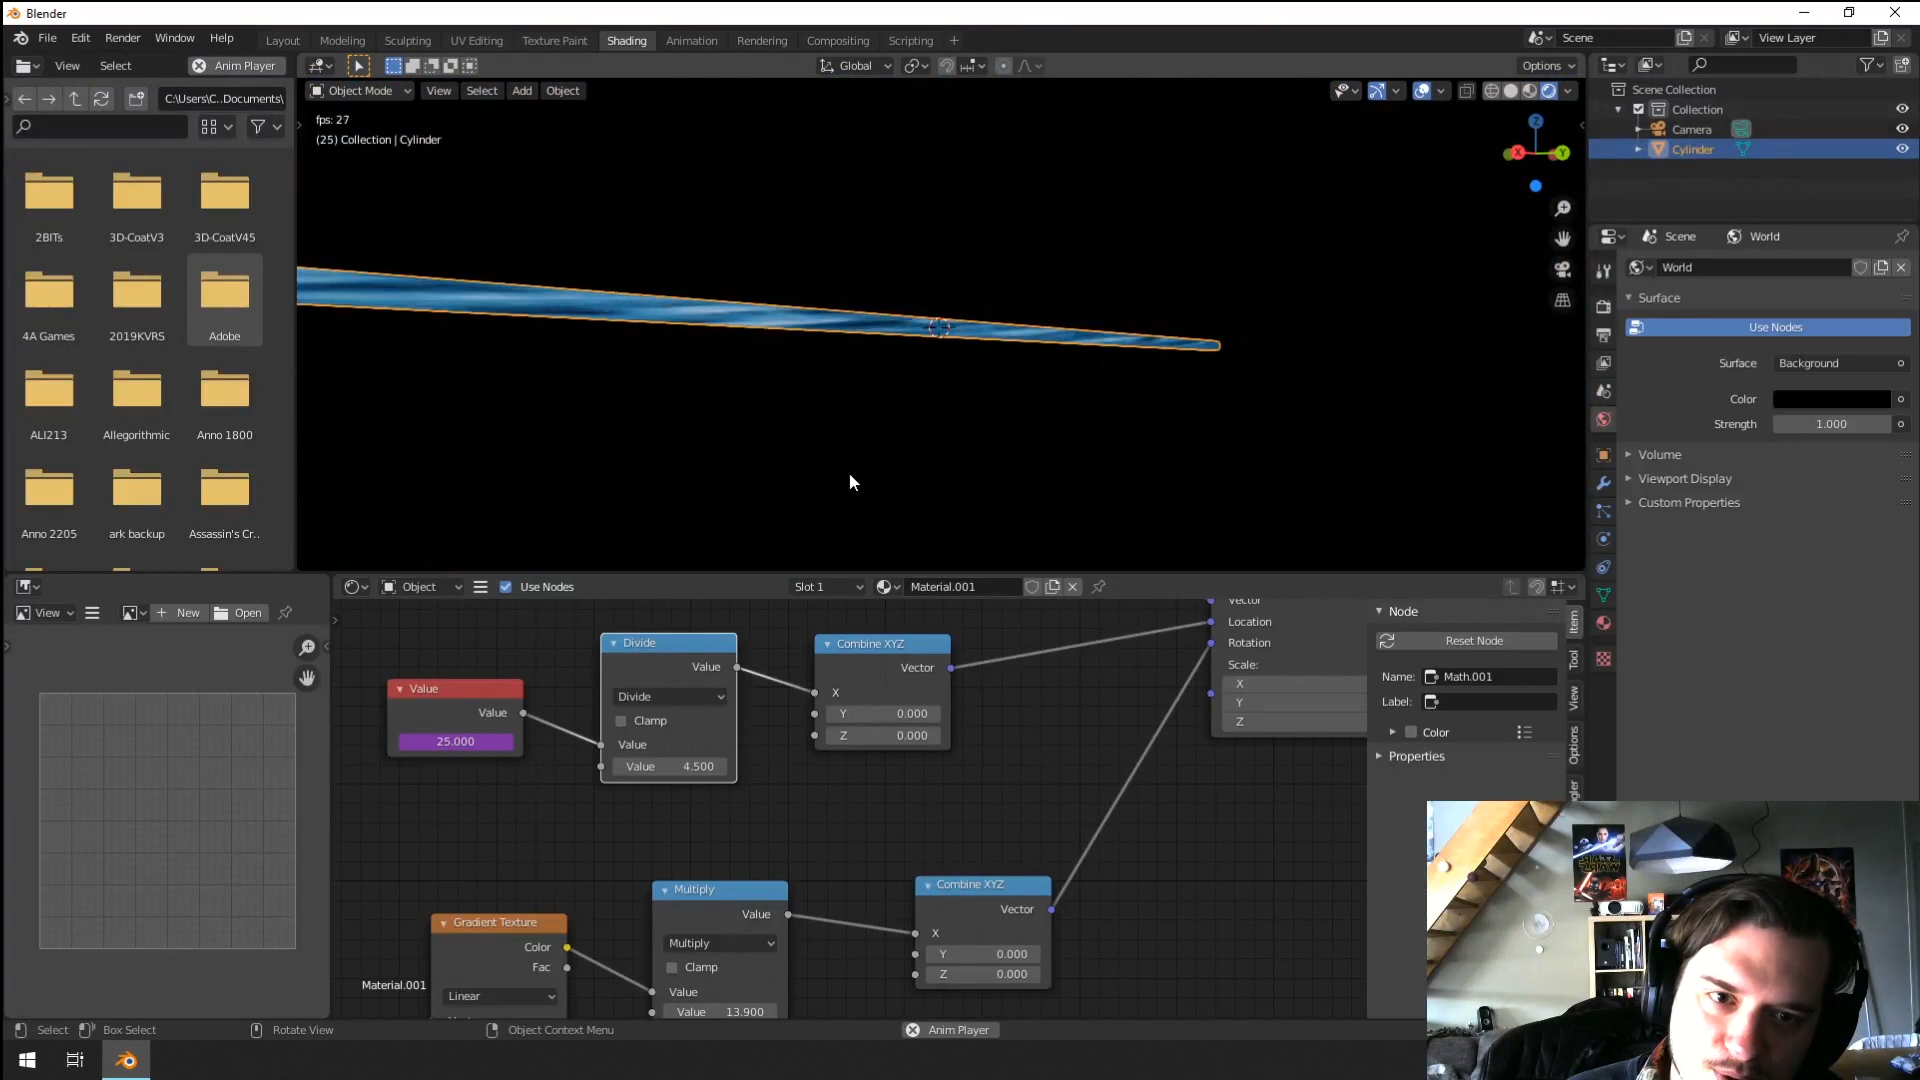 Blender
File Edit Render Window Help
Layout Modeling Sculpting UV Editing Texture Paint Shading Animation Rendering Compositing Scripting +
Scene
View Layer
View Select Anim Player
Global
Options
C:\Users\C..Documents\
Object Mode View Select Add Object
fps: 27
(25) Collection | Cylinder
Z
X
Y
2BITs 3D-CoatV3 3D-CoatV45
4A Games 2019KVRS Adobe
ALI213 Allegorithmic Anno 1800
Anno 2205 ark backup Assassin's Cr..
Scene Collection
Collection
Camera
Cylinder
Scene World
World
Surface
Use Nodes
Surface Background
Color
Strength 1.000
Volume
Viewport Display
Custom Properties
View New Open
Object Use Nodes Slot 1 Material.001
Value
Value
25.000
Divide
Value
Divide
Clamp
Value
Value 4.500
Combine XYZ
Vector
X
Y 0.000
Z 0.000
Vector
Location
Rotation
Scale:
X
Y
Z
Gradient Texture
Color
Fac
Linear
Multiply
Value
Multiply
Clamp
Value
Value 13.900
Combine XYZ
Vector
X
Y 0.000
Z 0.000
Material.001
Node
Reset Node
Name: Math.001
Label:
Color
Properties
Item
Tool
View
Options
Select Box Select Rotate View Object Context Menu Anim Player